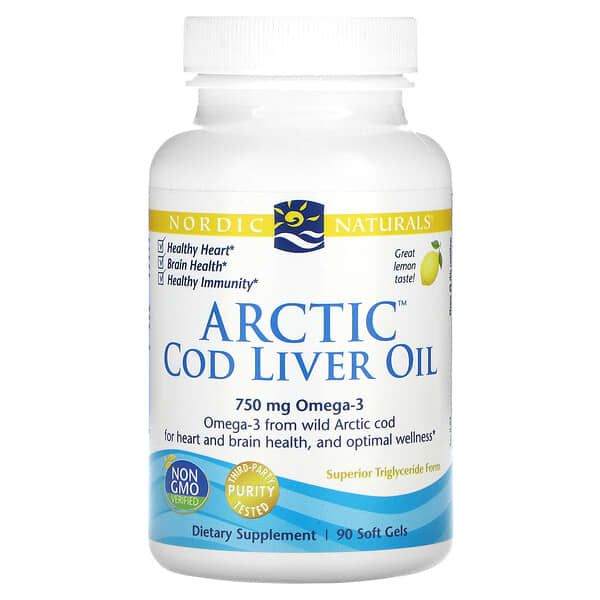 NORDIC NATURALS®
Healthy Heart*
Brain Health*
Healthy Immunity*
Great
lemon
taste!
ARCTIC™
COD LIVER OIL
750 mg Omega-3
Omega-3 from wild Arctic cod
for heart and brain health, and optimal wellness*
Superior Triglyceride Form
NON
GMO
VERIFIED
THIRD-PARTY
PURITY
TESTED
Dietary Supplement | 90 Soft Gels